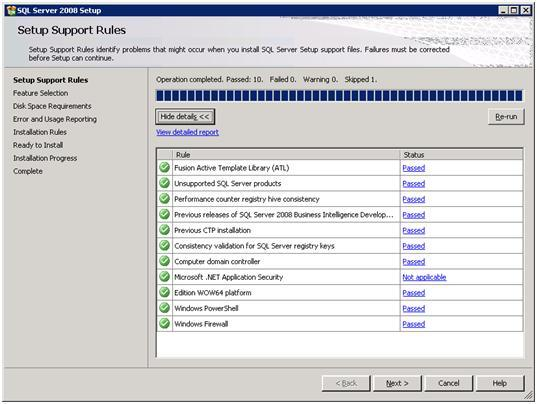 SQL Server 2008 Setup
Setup Support Rules
Setup Support Rules identify problems that might occur when you install SQL Server Setup support files. Failures must be corrected
before Setup can continue.
Setup Support Rules
Feature Selection
Disk Space Requirements
Error and Usage Reporting
Installation Rules
Ready to Install
Installation Progress
Complete
Operation completed. Passed: 10.  Failed 0.  Warning 0.  Skipped 1.
Hide details <<
Re-run
View detailed report
Rule Status
Fusion Active Template Library (ATL) Passed
Unsupported SQL Server products Passed
Performance counter registry hive consistency Passed
Previous releases of SQL Server 2008 Business Intelligence Develop... Passed
Previous CTP installation Passed
Consistency validation for SQL Server registry keys Passed
Computer domain controller Passed
Microsoft .NET Application Security Not applicable
Edition WOW64 platform Passed
Windows PowerShell Passed
Windows Firewall Passed
< Back Next > Cancel Help